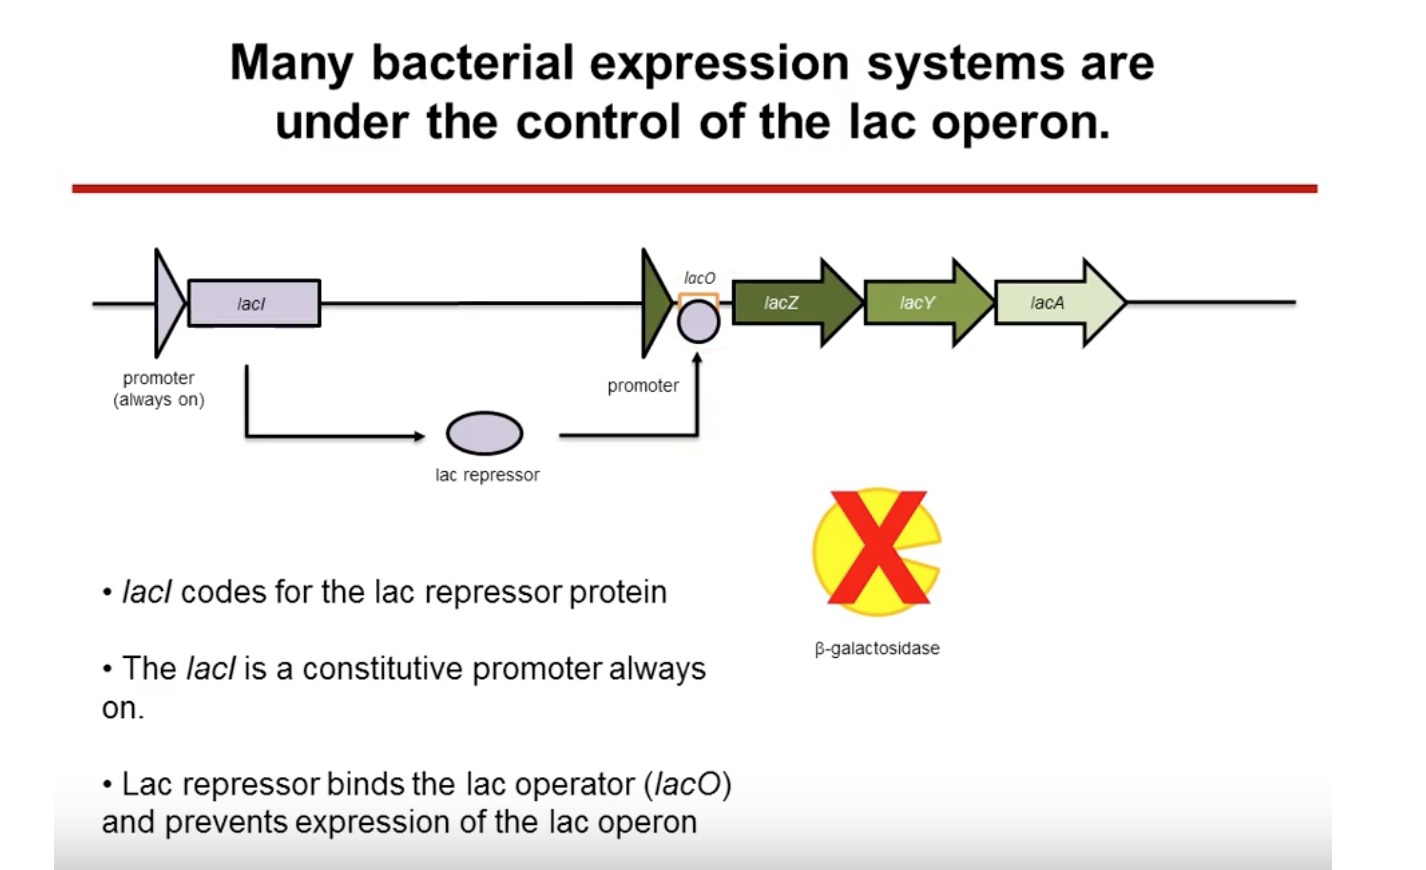 Many bacterial expression systems are
under the control of the lac operon.
lacO
lacI
lacZ
lacY
lacA
promoter
(always on)
promoter
lac repressor
β-galactosidase
• lacI codes for the lac repressor protein
• The lacI is a constitutive promoter always
on.
• Lac repressor binds the lac operator (lacO)
and prevents expression of the lac operon